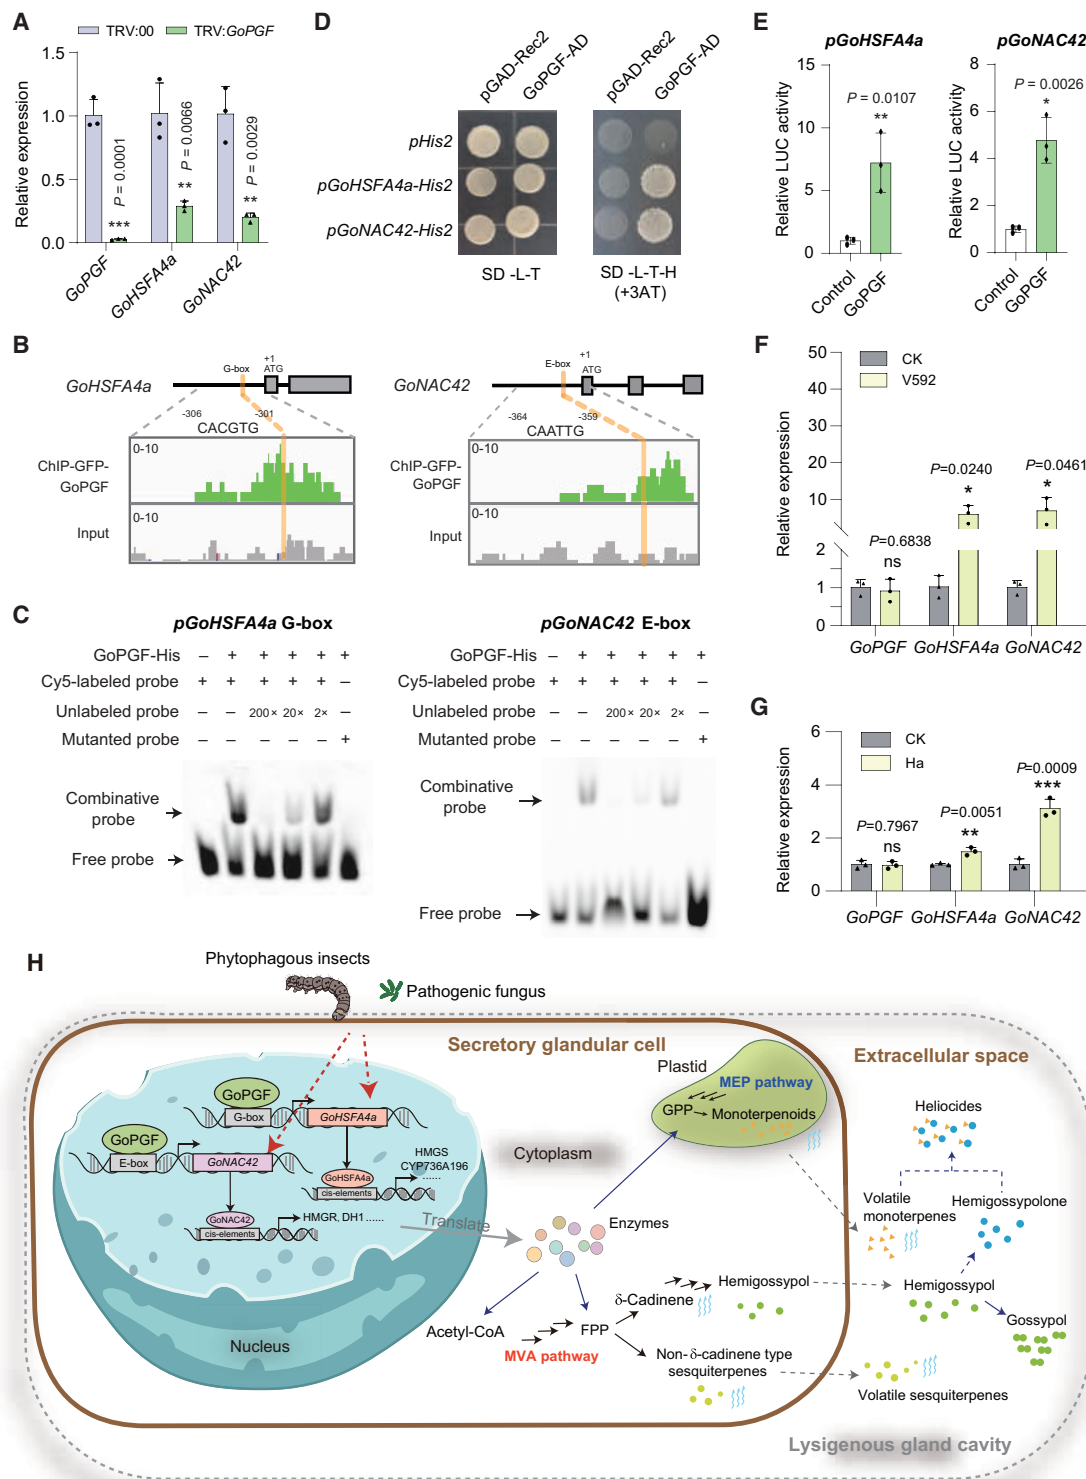 A
TRV:00
TRV:GoPGF
Relative expression
1.5
1.0
0.5
0.0
P = 0.0001
P = 0.0066
P = 0.0029
***
**
**
GoPGF
GoHSFA4a
GoNAC42
D
pGAD-Rec2
GoPGF-AD
pGAD-Rec2
GoPGF-AD
pHis2
pGoHSFA4a-His2
pGoNAC42-His2
SD -L-T
SD -L-T-H
(+3AT)
E
pGoHSFA4a
Relative LUC activity
15
10
5
0
P = 0.0107
**
Control
GoPGF
pGoNAC42
Relative LUC activity
8
6
4
2
0
P = 0.0026
*
Control
GoPGF
B
GoHSFA4a
G-box
+1
ATG
-306
-301
CACGTG
0-10
ChIP-GFP-
GoPGF
0-10
Input
GoNAC42
E-box
+1
ATG
-364
-359
CAATTG
0-10
ChIP-GFP-
GoPGF
0-10
Input
F
CK
V592
Relative expression
50
40
30
20
10
2
1
0
P=0.6838
ns
P=0.0240
*
P=0.0461
*
GoPGF GoHSFA4a GoNAC42
C
pGoHSFA4a G-box
GoPGF-His – + + + + +
Cy5-labeled probe + + + + + –
Unlabeled probe – – 200× 20× 2× –
Mutanted probe – – – – – +
Combinative
probe
Free probe
pGoNAC42 E-box
GoPGF-His – + + + + +
Cy5-labeled probe + + + + + –
Unlabeled probe – – 200× 20× 2× –
Mutanted probe – – – – – +
Combinative
probe
Free probe
G
CK
Ha
Relative expression
6
4
2
0
P=0.7967
ns
P=0.0051
**
P=0.0009
***
GoPGF GoHSFA4a GoNAC42
H
Phytophagous insects
Pathogenic fungus
Secretory glandular cell
Extracellular space
GoPGF
G-box
GoHSFA4a
GoPGF
E-box
GoNAC42
GoHSFA4a
cis-elements
HMGS
CYP736A196
......
GoNAC42
cis-elements
HMGR, DH1......
Nucleus
Cytoplasm
Translate
Enzymes
Plastid
MEP pathway
GPP
Monoterpenoids
Acetyl-CoA
MVA pathway
FPP
δ-Cadinene
Hemigossypol
Non-δ-cadinene type
sesquiterpenes
Heliocides
Volatile
monoterpenes
Hemigossypolone
Hemigossypol
Gossypol
Volatile sesquiterpenes
Lysigenous gland cavity